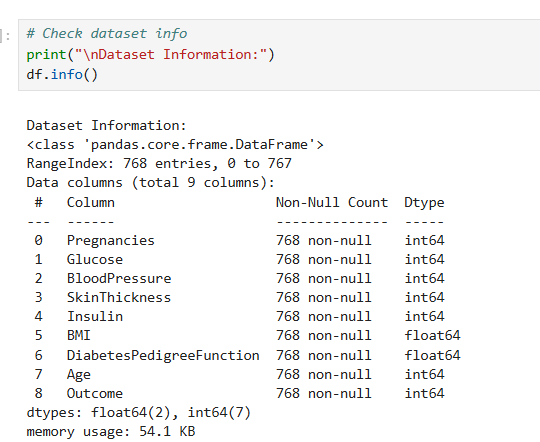 ]:
# Check dataset info
print("\nDataset Information:")
df.info()
Dataset Information:
<class 'pandas.core.frame.DataFrame'>
RangeIndex: 768 entries, 0 to 767
Data columns (total 9 columns):
 #   Column                    Non-Null Count  Dtype
---  ------                    --------------  -----
 0   Pregnancies               768 non-null    int64
 1   Glucose                   768 non-null    int64
 2   BloodPressure             768 non-null    int64
 3   SkinThickness             768 non-null    int64
 4   Insulin                   768 non-null    int64
 5   BMI                       768 non-null    float64
 6   DiabetesPedigreeFunction  768 non-null    float64
 7   Age                       768 non-null    int64
 8   Outcome                   768 non-null    int64
dtypes: float64(2), int64(7)
memory usage: 54.1 KB